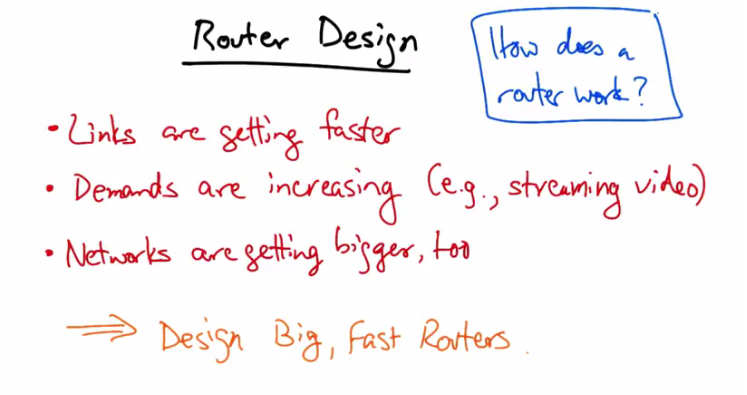 Router Design
How does a
router work?
• Links are getting faster
• Demands are increasing (e.g., streaming video)
• Networks are getting bigger, too
⇒ Design Big, Fast Routers.